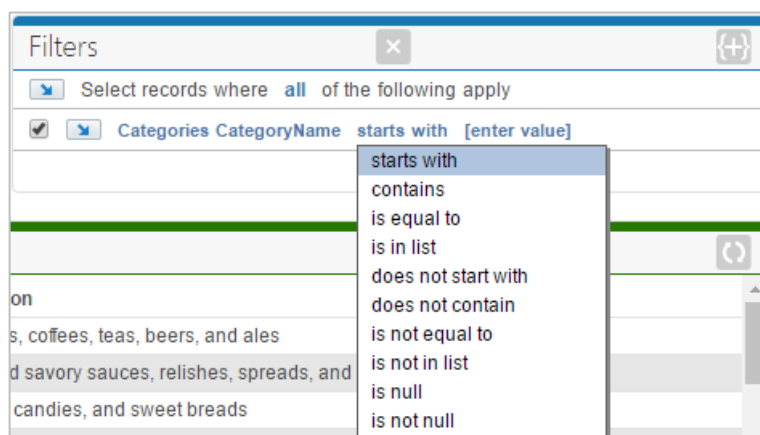 Filters
Select records where all of the following apply
Categories CategoryName starts with [enter value]
starts with
contains
is equal to
is in list
does not start with
does not contain
is not equal to
is not in list
is null
is not null
on
s, coffees, teas, beers, and ales
d savory sauces, relishes, spreads, and
candies, and sweet breads